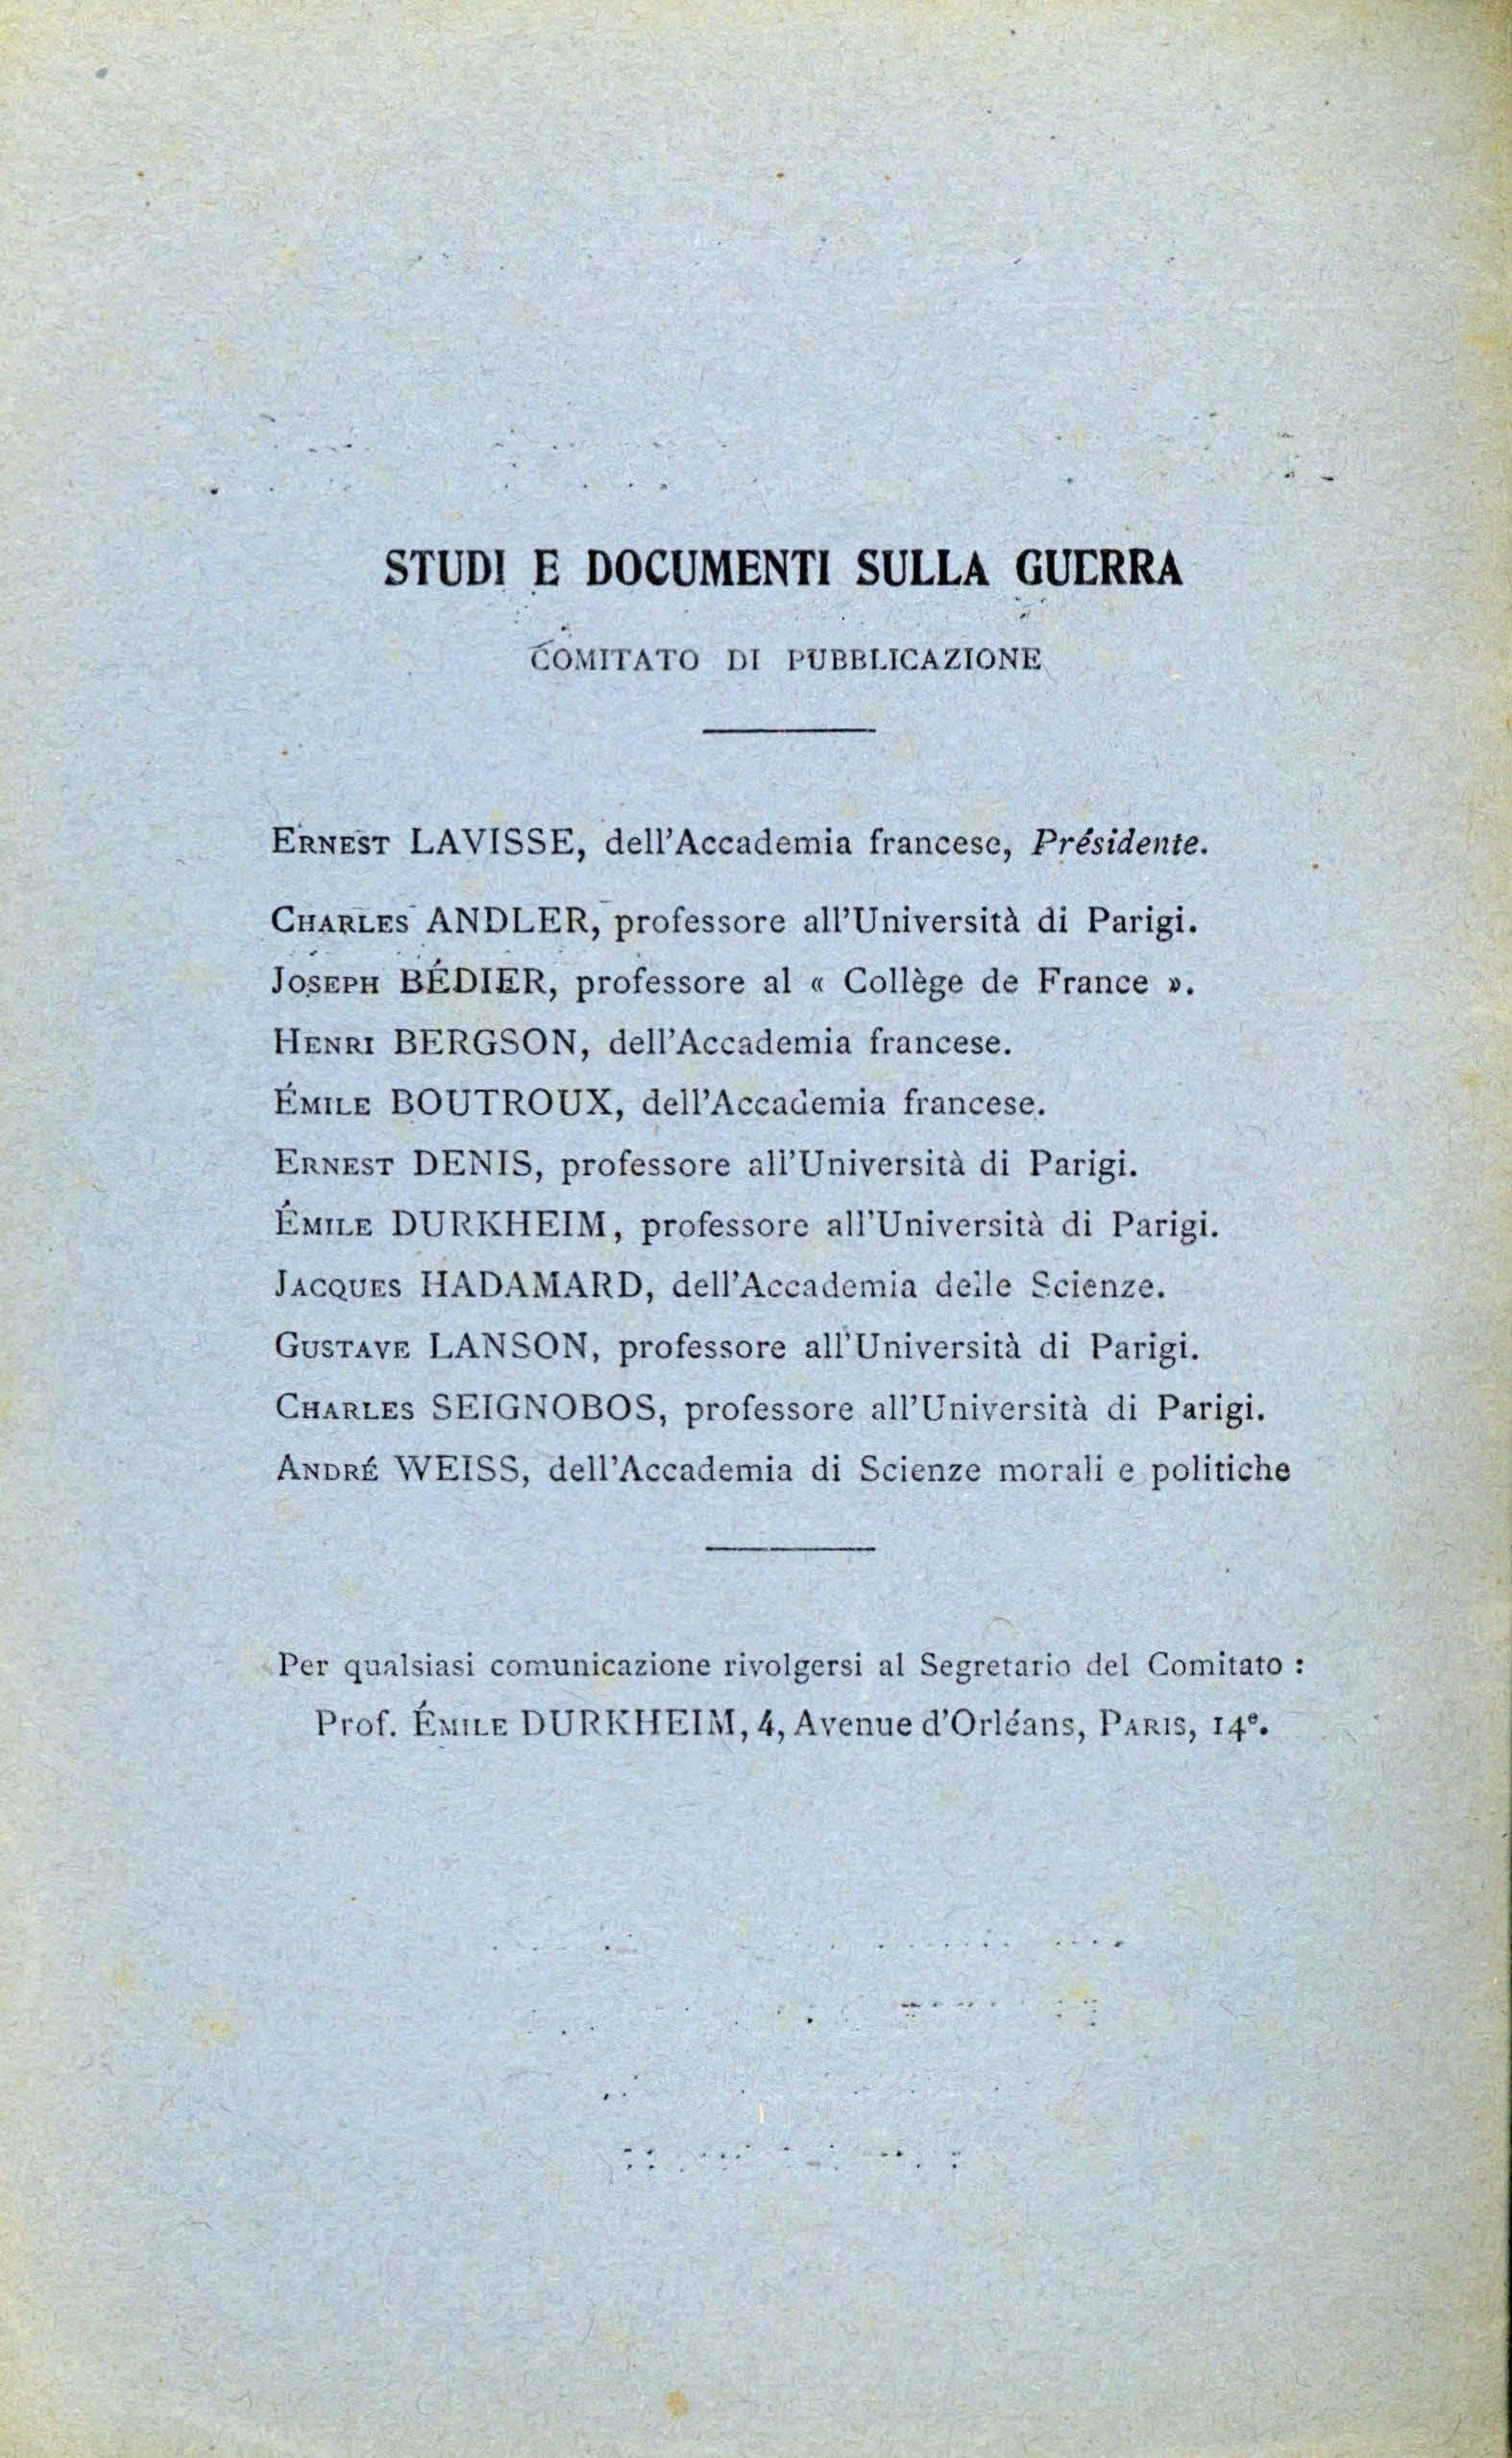 STUDI E DOCUMENTI SULLA GUERRA
COMITATO DI PUBBLICAZIONE
ERNEST LAVISSE, dell'Accademia francese, Présidente.
CHARLES ANDLER, professore all'Università di Parigi.
JOSEPH BÉDIER, professore al « Collège de France ».
HENRI BERGSON, dell'Accademia francese.
ÉMILE BOUTROUX, dell'Accademia francese.
ERNEST DENIS, professore all'Università di Parigi.
ÉMILE DURKHEIM, professore all'Università di Parigi.
JACQUES HADAMARD, dell'Accademia delle Scienze.
GUSTAVE LANSON, professore all'Università di Parigi.
CHARLES SEIGNOBOS, professore all'Università di Parigi.
ANDRÉ WEISS, dell'Accademia di Scienze morali e politiche
Per qualsiasi comunicazione rivolgersi al Segretario del Comitato :
Prof. ÉMILE DURKHEIM, 4, Avenue d'Orléans, PARIS, 14e.